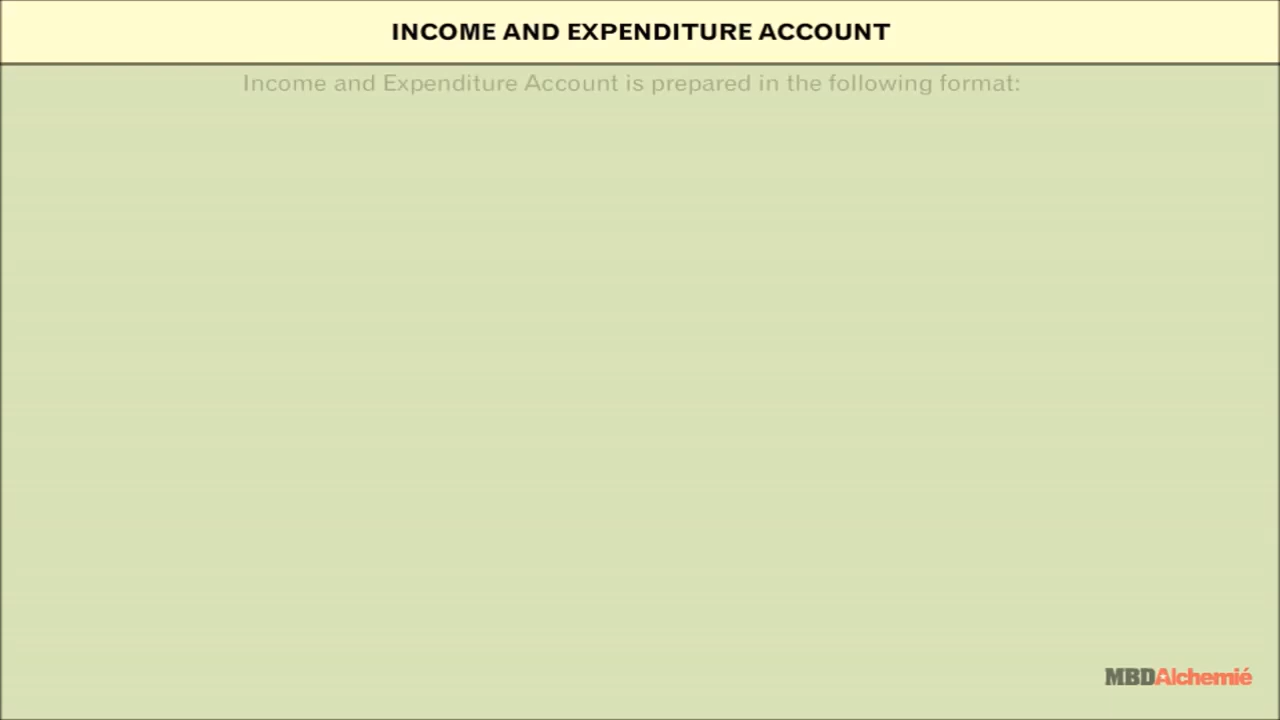 INCOME AND EXPENDITURE ACCOUNT
Income and Expenditure Account is prepared in the following format:
MBDAlchemié